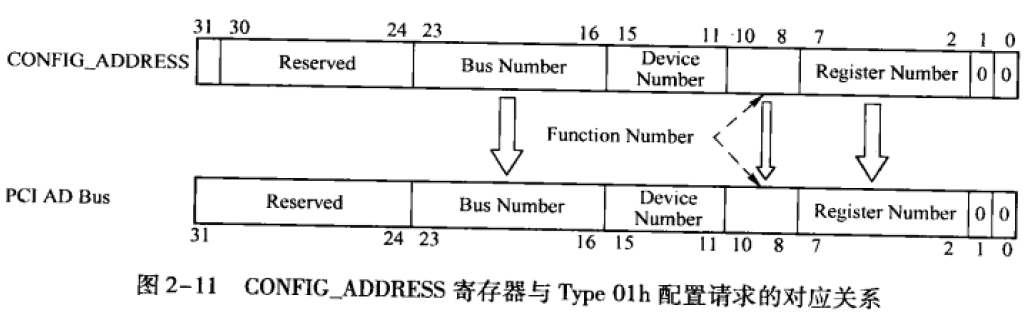 31 30 24 23 16 15 11 10 8 7 2 1 0
CONFIG_ADDRESS Reserved Bus Number Device Number Register Number 0 0
Function Number
PCI AD Bus Reserved Bus Number Device Number Register Number 0 0
31 24 23 16 15 11 10 8 7 2 1 0
图 2-11 CONFIG_ADDRESS 寄存器与 Type 01h 配置请求的对应关系